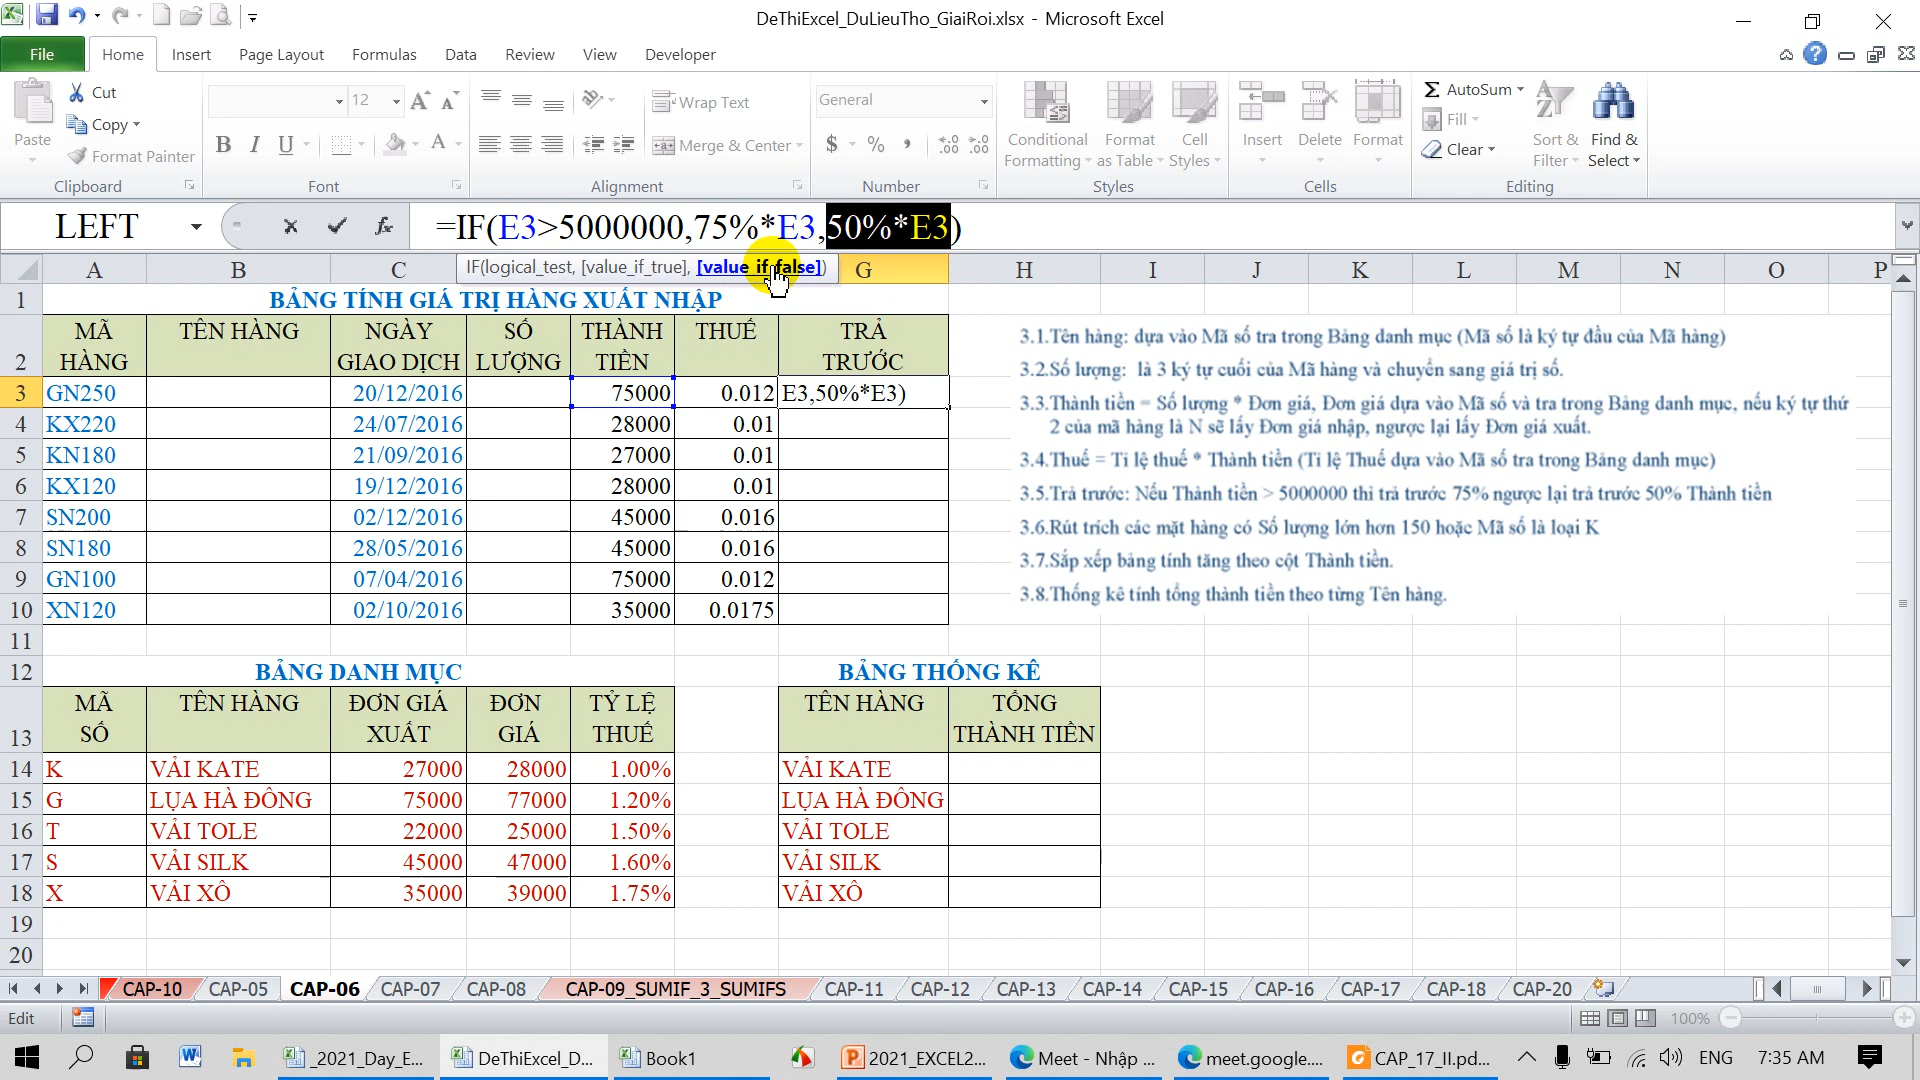 DeThiExcel_DuLieuTho_GiaiRoi.xlsx - Microsoft Excel
File Home Insert Page Layout Formulas Data Review View Developer
Paste
Cut
Copy
Format Painter
Clipboard
12
B I U
Font
Wrap Text
Merge & Center
Alignment
General
$ % ,
Number
Conditional Formatting
Format as Table
Cell Styles
Styles
Insert Delete Format
Cells
AutoSum
Fill
Clear
Sort & Filter
Find & Select
Editing
LEFT =IF(E3>5000000,75%*E3,50%*E3)
IF(logical_test, [value_if_true], [value_if_false])
A B C G H I J K L M N O P
1 BẢNG TÍNH GIÁ TRỊ HÀNG XUẤT NHẬP
2 MÃ HÀNG TÊN HÀNG NGÀY GIAO DỊCH SỐ LƯỢNG THÀNH TIỀN THUẾ TRẢ TRƯỚC
3 GN250 20/12/2016 75000 0.012 E3,50%*E3)
4 KX220 24/07/2016 28000 0.01
5 KN180 21/09/2016 27000 0.01
6 KX120 19/12/2016 28000 0.01
7 SN200 02/12/2016 45000 0.016
8 SN180 28/05/2016 45000 0.016
9 GN100 07/04/2016 75000 0.012
10 XN120 02/10/2016 35000 0.0175
3.1.Tên hàng: dựa vào Mã số tra trong Bảng danh mục (Mã số là ký tự đầu của Mã hàng)
3.2.Số lượng: là 3 ký tự cuối của Mã hàng và chuyển sang giá trị số.
3.3.Thành tiền = Số lượng * Đơn giá, Đơn giá dựa vào Mã số và tra trong Bảng danh mục, nếu ký tự thứ
2 của mã hàng là N sẽ lấy Đơn giá nhập, ngược lại lấy Đơn giá xuất.
3.4.Thuế = Tỉ lệ thuế * Thành tiền (Tỉ lệ Thuế dựa vào Mã số tra trong Bảng danh mục)
3.5.Trả trước: Nếu Thành tiền > 5000000 thì trả trước 75% ngược lại trả trước 50% Thành tiền
3.6.Rút trích các mặt hàng có Số lượng lớn hơn 150 hoặc Mã số là loại K
3.7.Sắp xếp bảng tính tăng theo cột Thành tiền.
3.8.Thống kê tính tổng thành tiền theo từng Tên hàng.
11
12 BẢNG DANH MỤC BẢNG THỐNG KÊ
13 MÃ SỐ TÊN HÀNG ĐƠN GIÁ XUẤT ĐƠN GIÁ TỶ LỆ THUẾ TÊN HÀNG TỔNG THÀNH TIỀN
14 K VẢI KATE 27000 28000 1.00% VẢI KATE
15 G LỤA HÀ ĐÔNG 75000 77000 1.20% LỤA HÀ ĐÔNG
16 T VẢI TOLE 22000 25000 1.50% VẢI TOLE
17 S VẢI SILK 45000 47000 1.60% VẢI SILK
18 X VẢI XÔ 35000 39000 1.75% VẢI XÔ
19
20
CAP-10 CAP-05 CAP-06 CAP-07 CAP-08 CAP-09_SUMIF_3_SUMIFS CAP-11 CAP-12 CAP-13 CAP-14 CAP-15 CAP-16 CAP-17 CAP-18 CAP-20
Edit 100%
_2021_Day_E... DeThiExcel_D... Book1 2021_EXCEL2... Meet - Nhập ... meet.google.... CAP_17_II.pd... ENG 7:35 AM